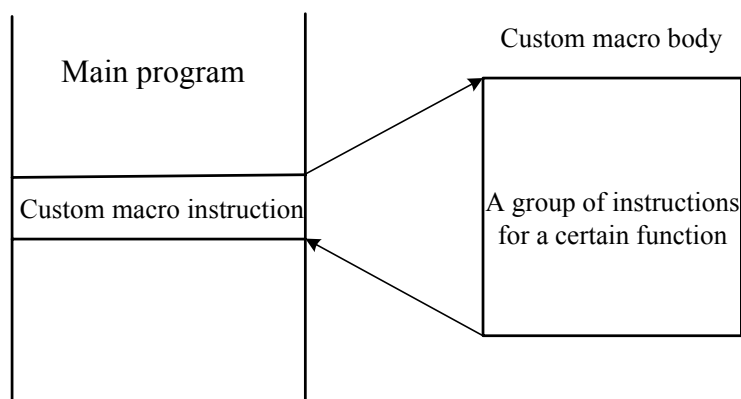 Custom macro body
Main program
Custom macro instruction
A group of instructions
for a certain function